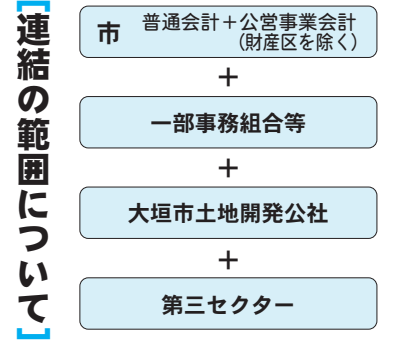 【連結の範囲について】
市 普通会計＋公営事業会計
（財産区を除く）
＋
一部事務組合等
＋
大垣市土地開発公社
＋
第三セクター